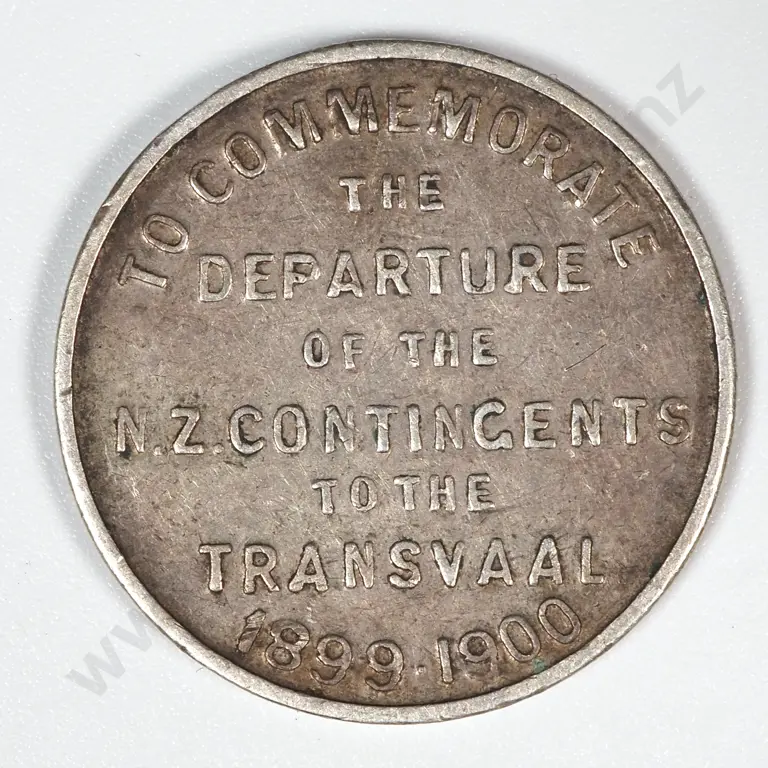 TO COMMEMORATE
THE
DEPARTURE
OF THE
N.Z. CONTINGENTS
TO THE
TRANSVAAL
1899-1900